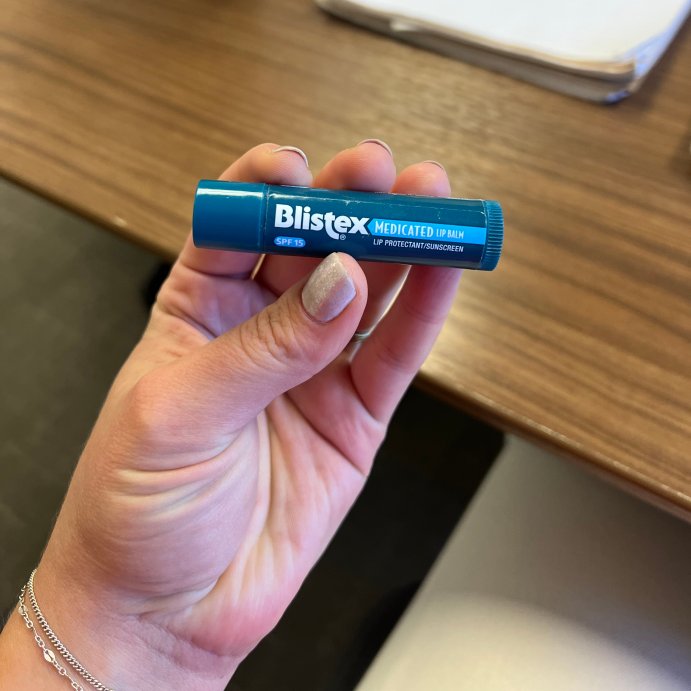 Blistex® MEDICATED LIP BALM
SPF 15 LIP PROTECTANT/SUNSCREEN